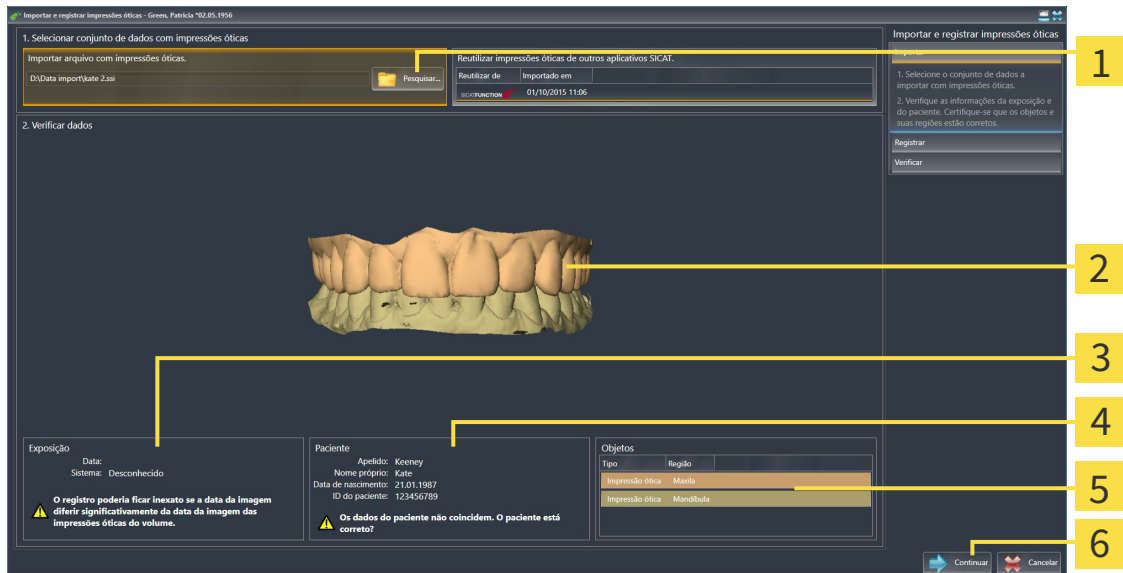 Importar e registrar impressões óticas - Green, Patricia *02.05.1956
1. Selecionar conjunto de dados com impressões óticas
Importar arquivo com impressões óticas.
D:\Data import\kate 2.ssi
Pesquisar...
Reutilizar impressões óticas de outros aplicativos SICAT.
Reutilizar de Importado em
SICATFUNCTION 01/10/2015 11:06
2. Verificar dados
Exposição
Data:
Sistema: Desconhecido
O registro poderia ficar inexato se a data da imagem
diferir significativamente da data da imagem das
impressões óticas do volume.
Paciente
Apelido: Keeney
Nome próprio: Kate
Data de nascimento: 21.01.1987
ID do paciente: 123456789
Os dados do paciente não coincidem. O paciente está
correto?
Objetos
Tipo Região
Impressão ótica Maxila
Impressão ótica Mandíbula
Importar e registrar impressões óticas
Importar
1. Selecione o conjunto de dados a
importar com impressões óticas.
2. Verifique as informações da exposição e
do paciente. Certifique-se que os objetos e
suas regiões estão corretos.
Registrar
Verificar
Continuar
Cancelar
1
2
3
4
5
6